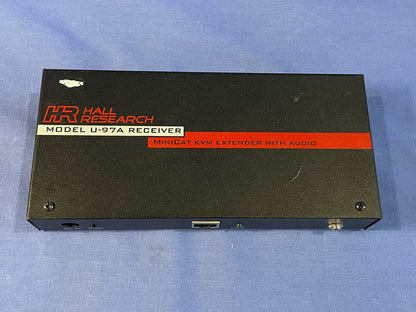 HR HALL
RESEARCH
MODEL U-97A RECEIVER
MINICAT KVM EXTENDER WITH AUDIO